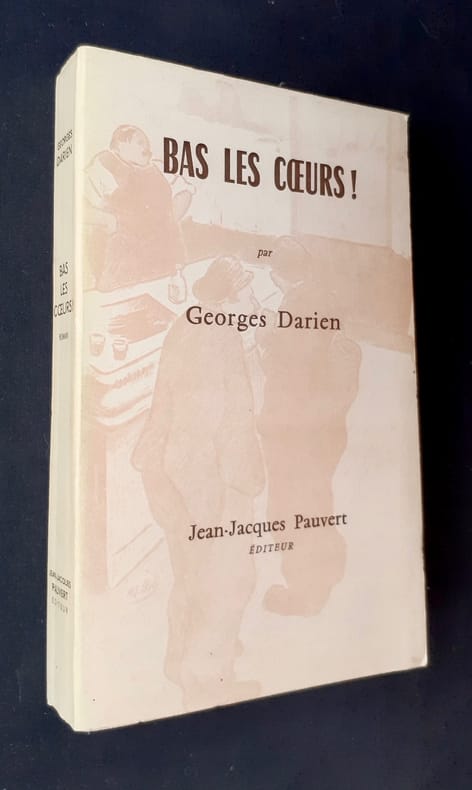 BAS LES CŒURS !
par
Georges Darien
Jean-Jacques Pauvert
ÉDITEUR
GEORGES
DARIEN
BAS
LES
CŒURS!
ROMAN
JEAN-JACQUES
PAUVERT
ÉDITEUR